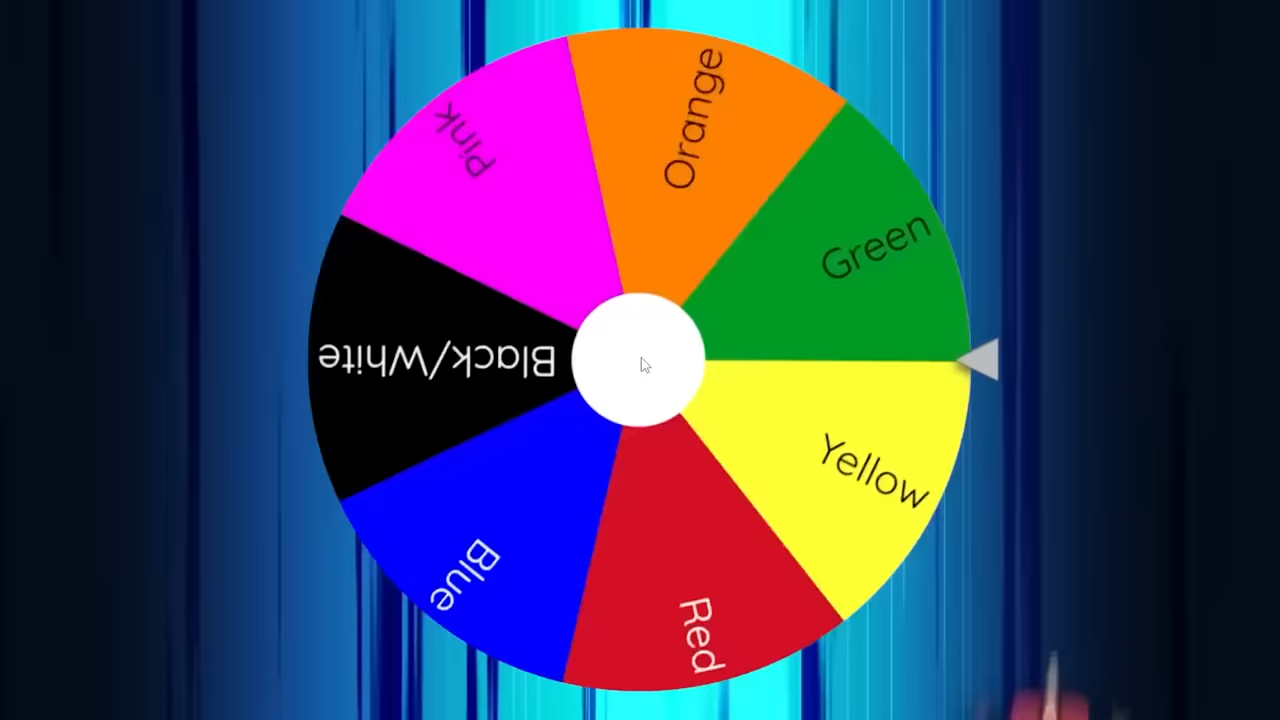 Orange
Pink
Green
Black/White
Yellow
Blue
Red